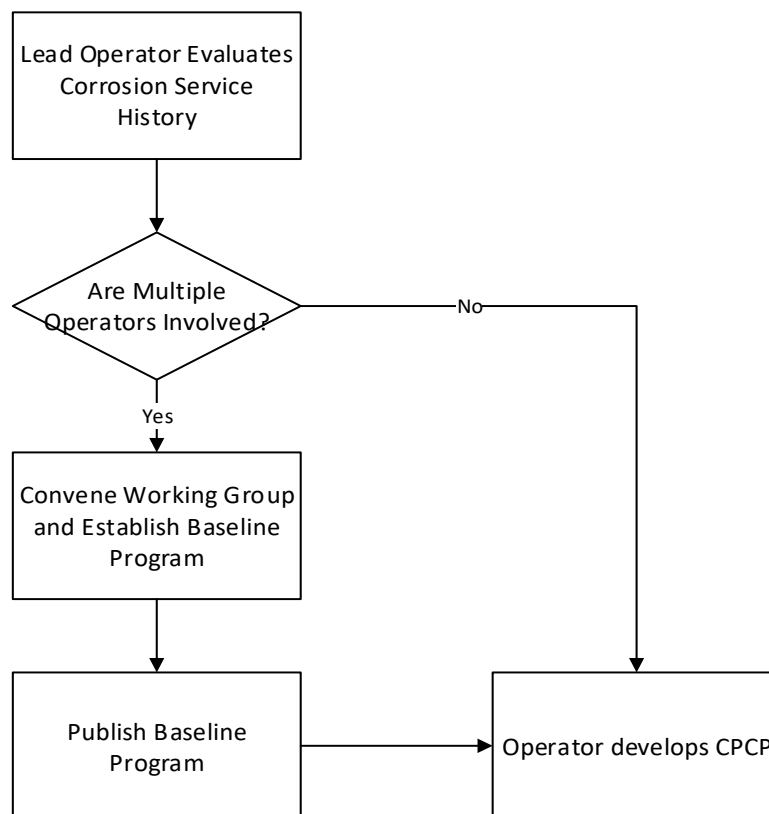 Lead Operator Evaluates
Corrosion Service
History
Are Multiple
Operators Involved?
No
Yes
Convene Working Group
and Establish Baseline
Program
Publish Baseline
Program
Operator develops CPCP